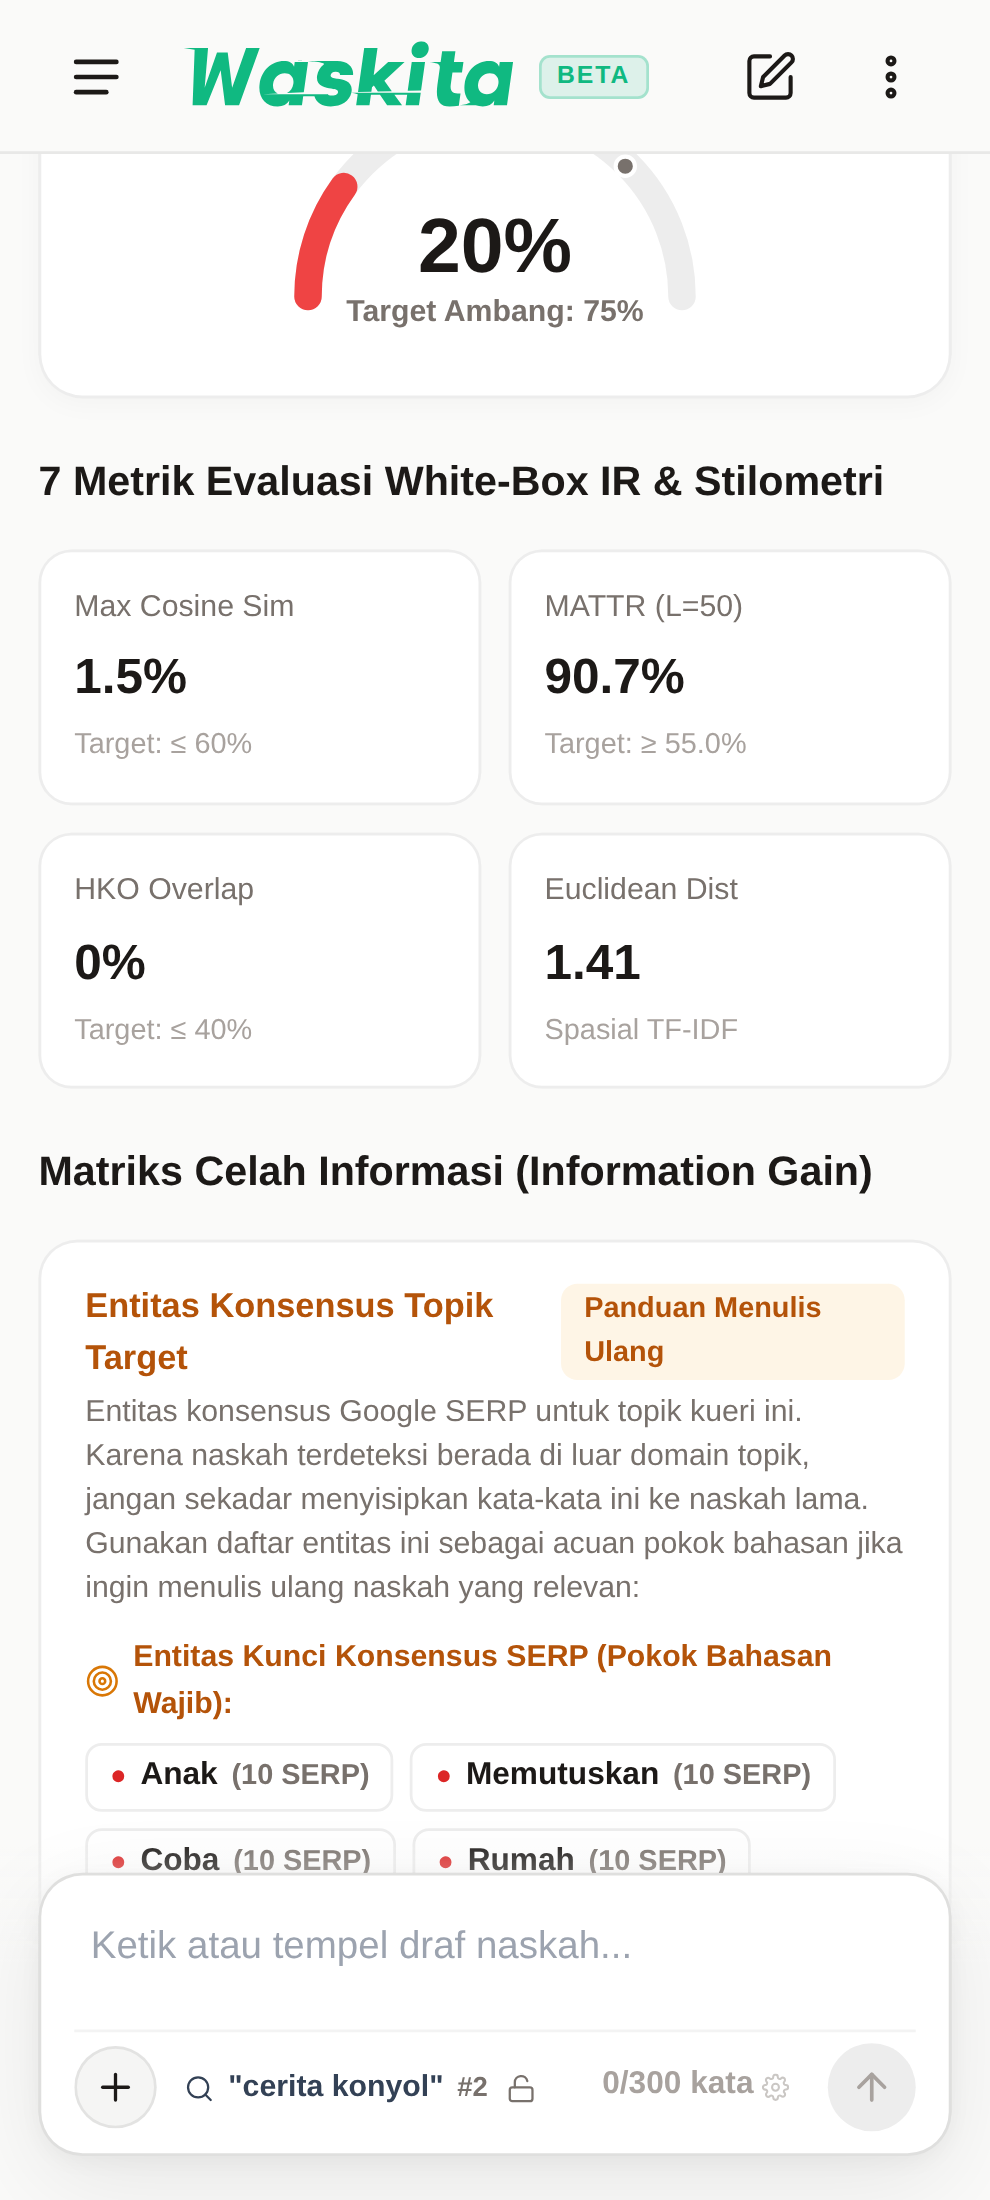 Waskita BETA
20%
Target Ambang: 75%
7 Metrik Evaluasi White-Box IR & Stilometri
Max Cosine Sim
1.5%
Target: ≤ 60%
MATTR (L=50)
90.7%
Target: ≥ 55.0%
HKO Overlap
0%
Target: ≤ 40%
Euclidean Dist
1.41
Spasial TF-IDF
Matriks Celah Informasi (Information Gain)
Entitas Konsensus Topik
Target
Panduan Menulis
Ulang
Entitas konsensus Google SERP untuk topik kueri ini.
Karena naskah terdeteksi berada di luar domain topik,
jangan sekadar menyisipkan kata-kata ini ke naskah lama.
Gunakan daftar entitas ini sebagai acuan pokok bahasan jika
ingin menulis ulang naskah yang relevan:
Entitas Kunci Konsensus SERP (Pokok Bahasan
Wajib):
Anak (10 SERP)
Memutuskan (10 SERP)
Coba (10 SERP)
Rumah (10 SERP)
Ketik atau tempel draf naskah...
"cerita konyol" #2
0/300 kata